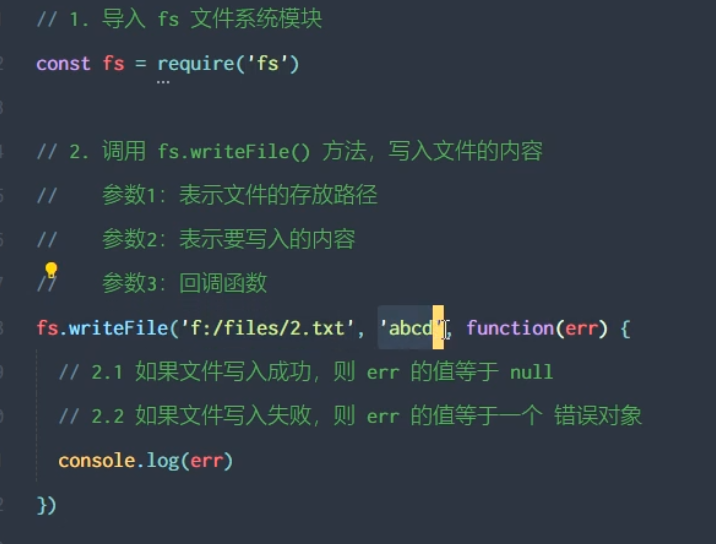 // 1. 导入 fs 文件系统模块
const fs = require('fs')
// 2. 调用 fs.writeFile() 方法，写入文件的内容
//    参数1：表示文件的存放路径
//    参数2：表示要写入的内容
//    参数3：回调函数
fs.writeFile('f:/files/2.txt', 'abcd', function(err) {
  // 2.1 如果文件写入成功，则 err 的值等于 null
  // 2.2 如果文件写入失败，则 err 的值等于一个 错误对象
  console.log(err)
})